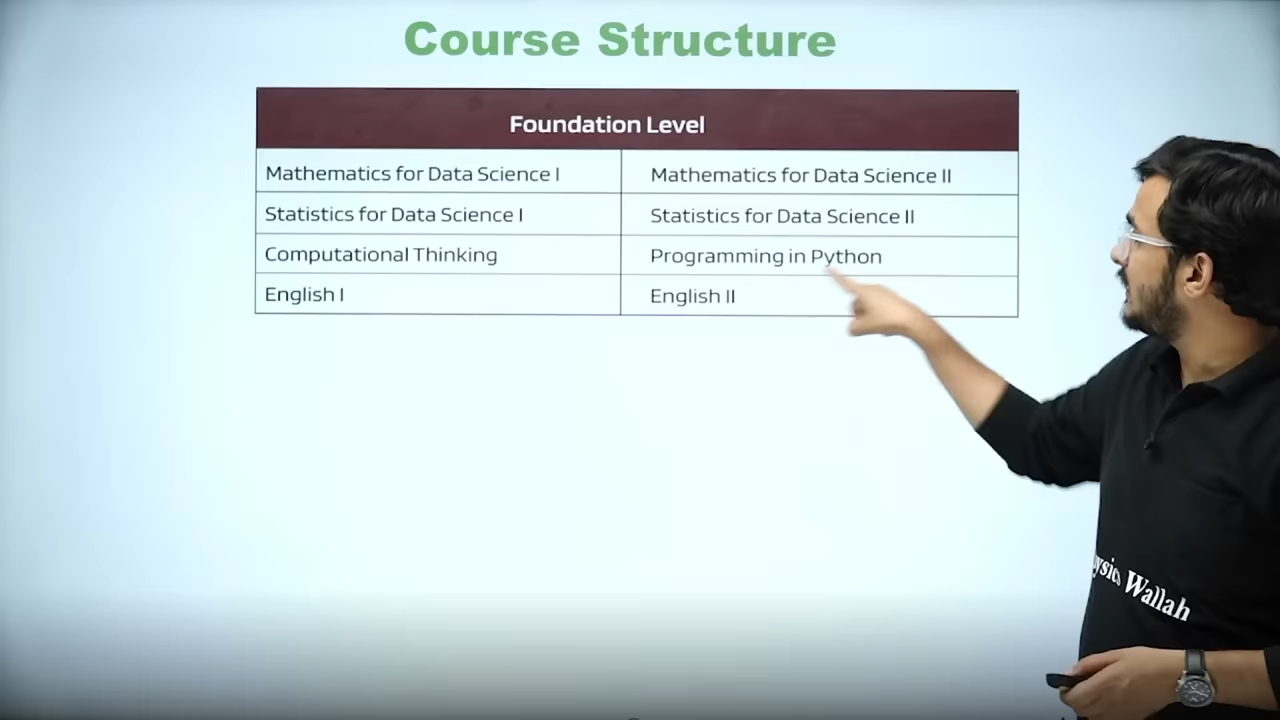 Course Structure
Foundation Level
Mathematics for Data Science I Mathematics for Data Science II
Statistics for Data Science I Statistics for Data Science II
Computational Thinking Programming in Python
English I English II
Wallah